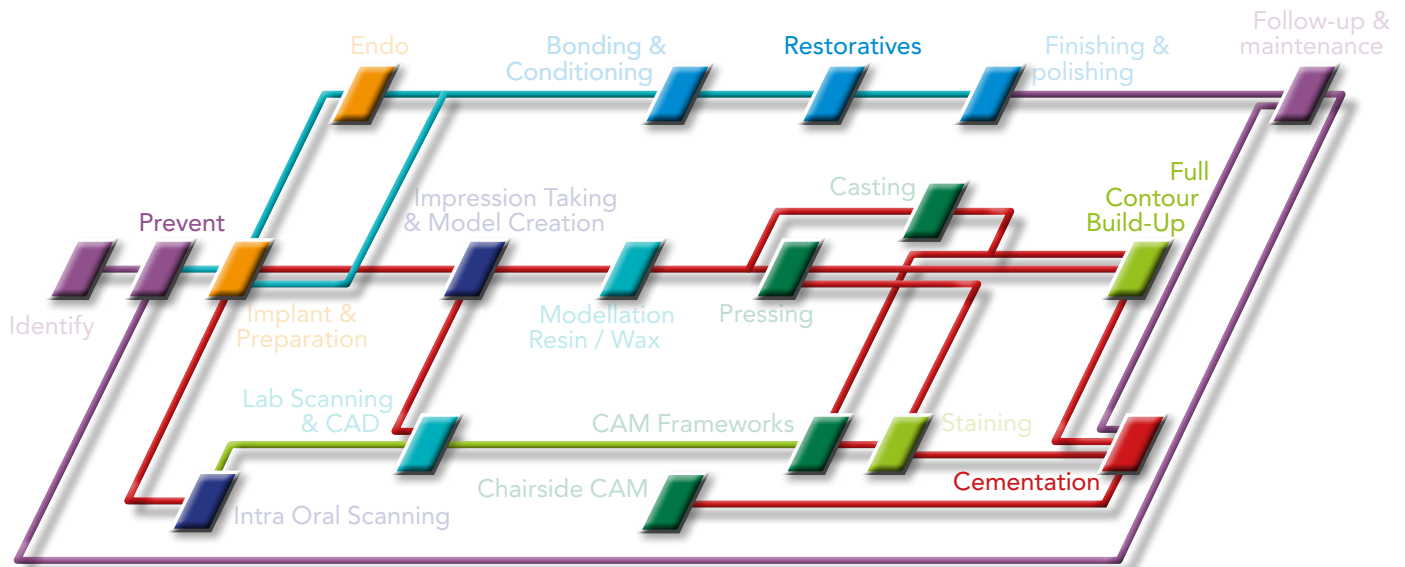 Endo
Bonding &
Conditioning
Restoratives
Finishing &
polishing
Follow-up &
maintenance
Prevent
Impression Taking
& Model Creation
Casting
Full
Contour
Build-Up
Identify
Implant &
Preparation
Modellation
Resin / Wax
Pressing
Lab Scanning
& CAD
CAM Frameworks
Staining
Cementation
Chairside CAM
Intra Oral Scanning